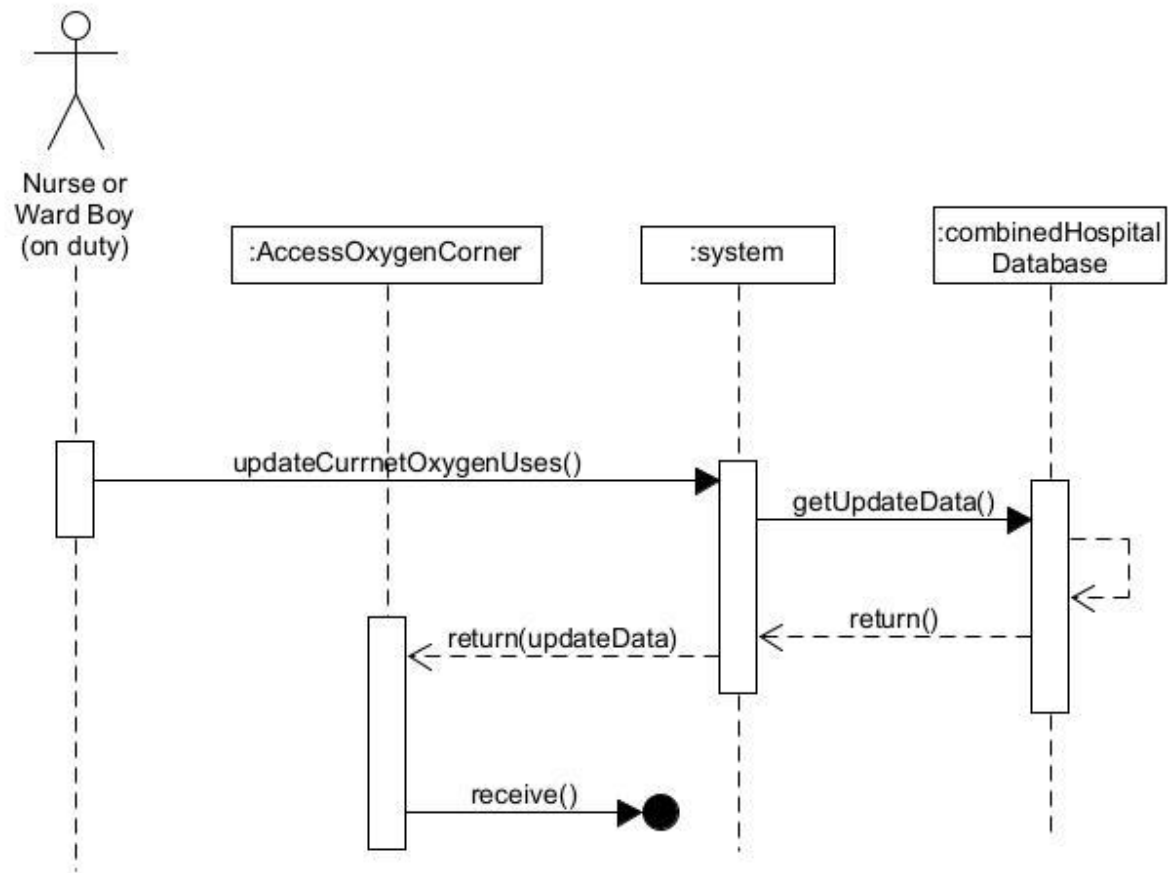 Nurse or
Ward Boy
(on duty)
:AccessOxygenCorner
:system
:combinedHospital
Database
updateCurrnetOxygenUses()
getUpdateData()
return()
return(updateData)
receive()